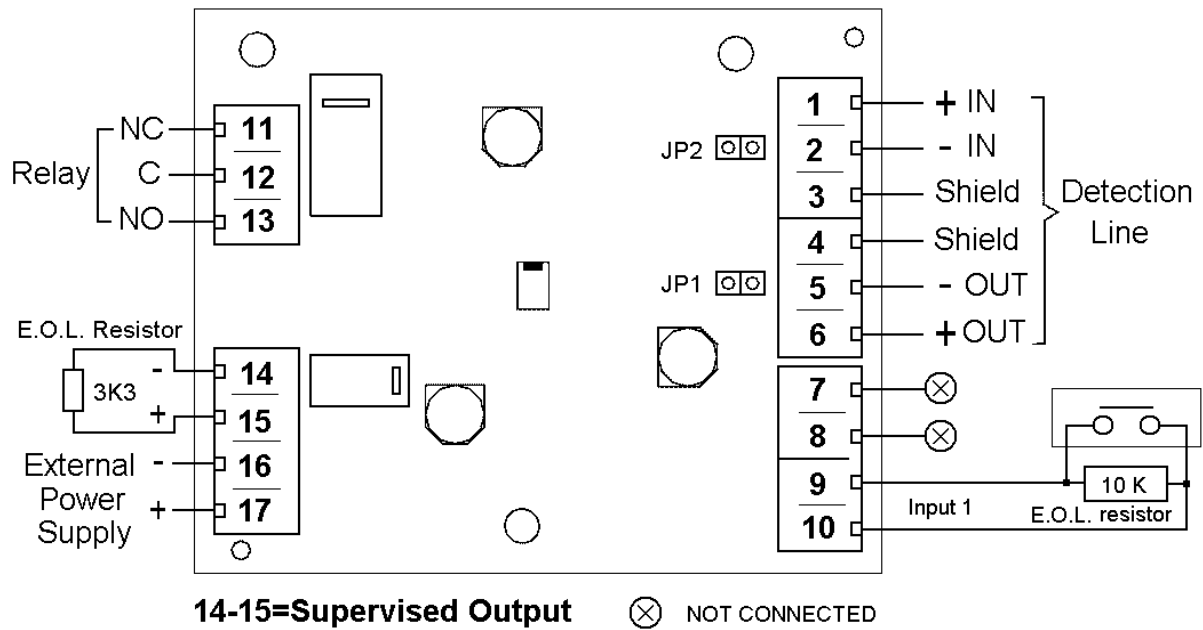 Relay
NC
C
NO
11
12
13
E.O.L. Resistor
3K3
-
+
14
15
External
Power
Supply
-
+
16
17
JP2
JP1
1
2
3
4
5
6
7
8
9
10
+ IN
- IN
Shield
Shield
- OUT
+ OUT
Detection
Line
Input 1
10 K
E.O.L. resistor
14-15=Supervised Output
NOT CONNECTED